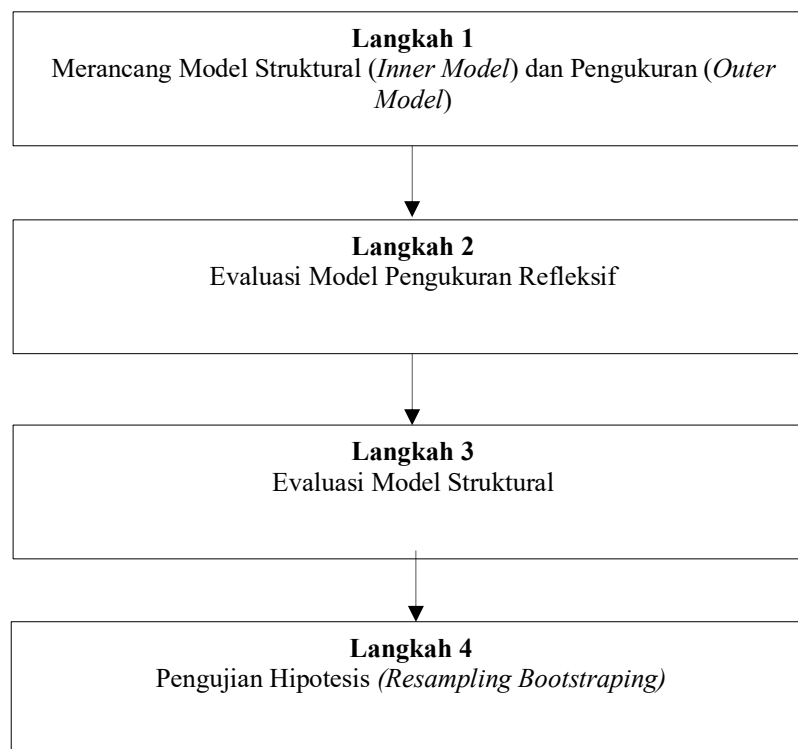 Langkah 1
Merancang Model Struktural (Inner Model) dan Pengukuran (Outer
Model)
Langkah 2
Evaluasi Model Pengukuran Refleksif
Langkah 3
Evaluasi Model Struktural
Langkah 4
Pengujian Hipotesis (Resampling Bootstraping)